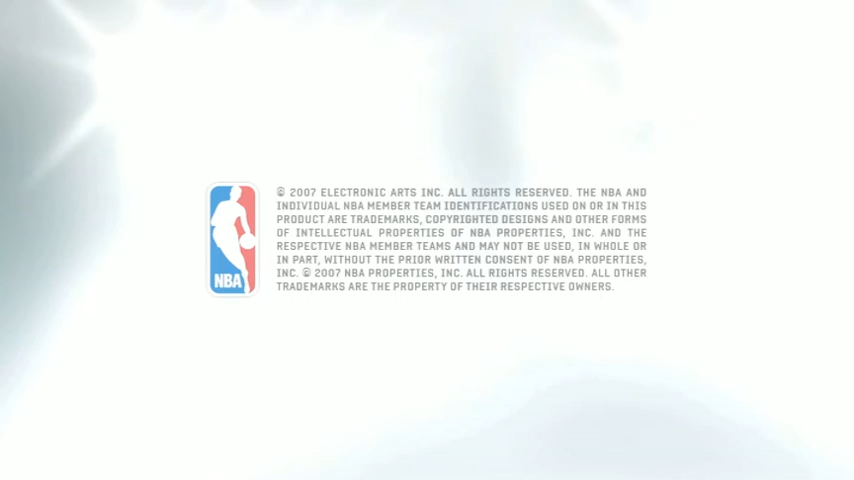 © 2007 ELECTRONIC ARTS INC. ALL RIGHTS RESERVED. THE NBA AND
INDIVIDUAL NBA MEMBER TEAM IDENTIFICATIONS USED ON OR IN THIS
PRODUCT ARE TRADEMARKS, COPYRIGHTED DESIGNS AND OTHER FORMS
OF INTELLECTUAL PROPERTIES OF NBA PROPERTIES, INC. AND THE
RESPECTIVE NBA MEMBER TEAMS AND MAY NOT BE USED, IN WHOLE OR
IN PART, WITHOUT THE PRIOR WRITTEN CONSENT OF NBA PROPERTIES,
INC. © 2007 NBA PROPERTIES, INC. ALL RIGHTS RESERVED. ALL OTHER
TRADEMARKS ARE THE PROPERTY OF THEIR RESPECTIVE OWNERS.
NBA